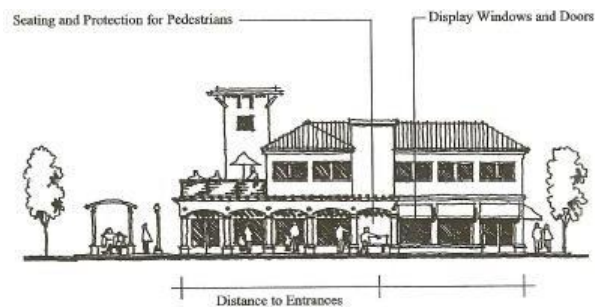 Seating and Protection for Pedestrians
Display Windows and Doors
Distance to Entrances